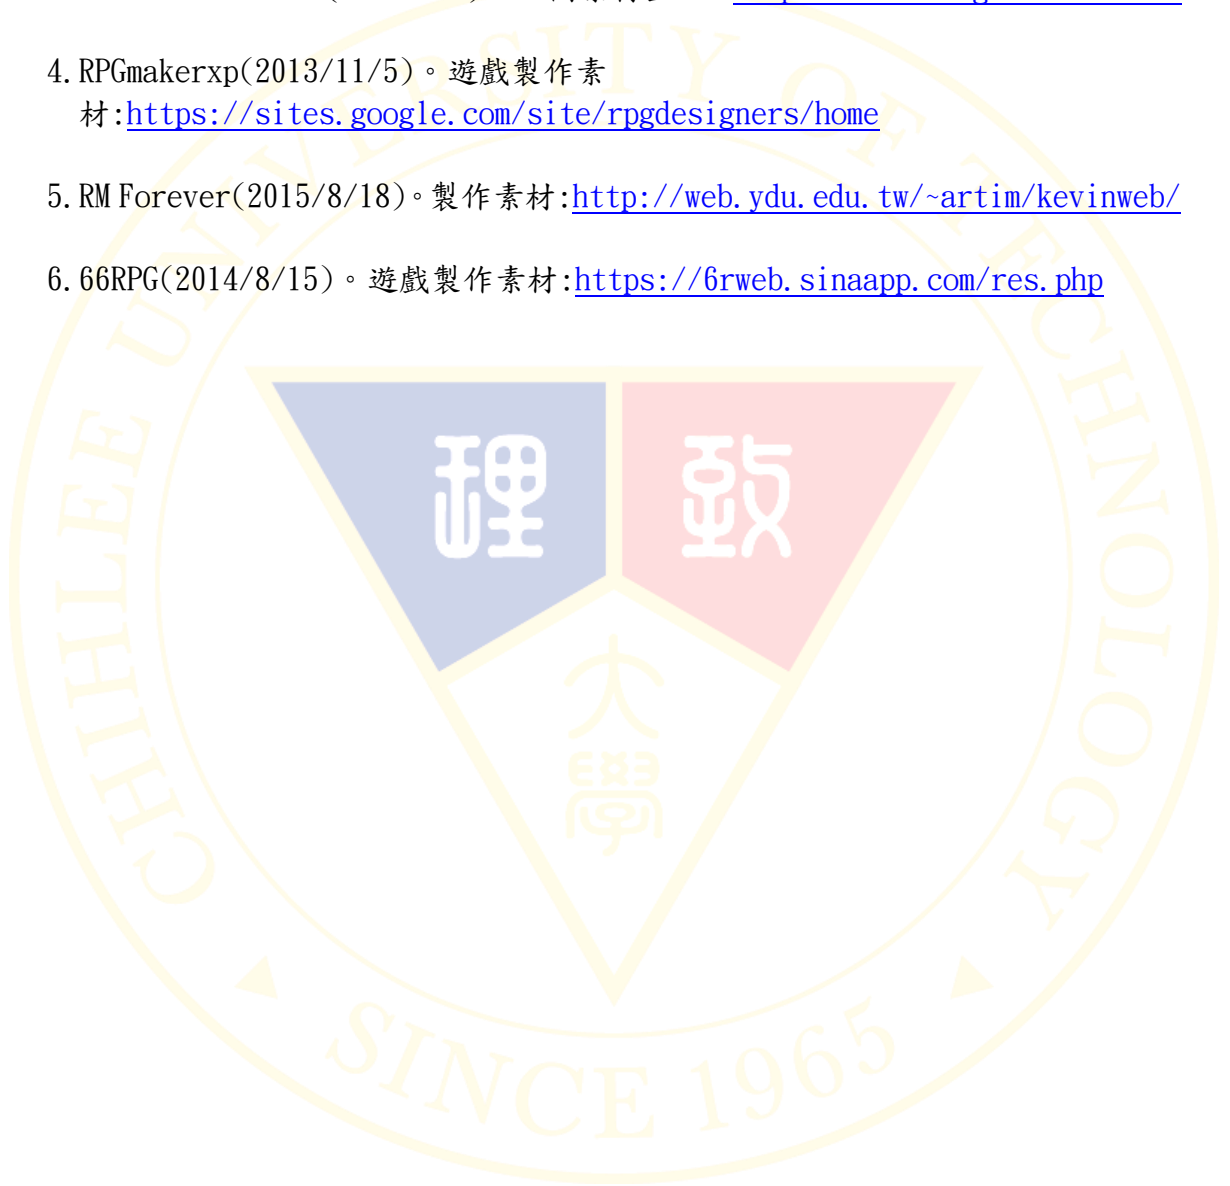 4.RPGmakerxp(2013/11/5)。遊戲製作素
材:https://sites.google.com/site/rpgdesigners/home
5.RM Forever(2015/8/18)。製作素材:http://web.ydu.edu.tw/~artim/kevinweb/
6.66RPG(2014/8/15)。遊戲製作素材:https://6rweb.sinaapp.com/res.php
CHIHLEE UNIVERSITY OF TECHNOLOGY
理 致
大
學
SINCE 1965